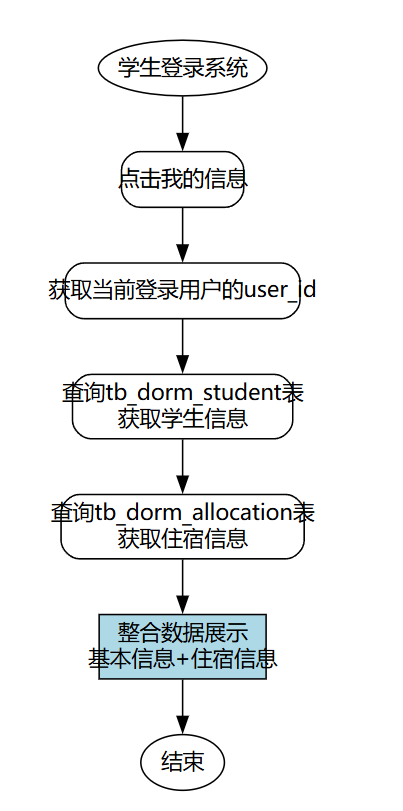 学生登录系统
点击我的信息
获取当前登录用户的user_id
查询tb_dorm_student表
获取学生信息
查询tb_dorm_allocation表
获取住宿信息
整合数据展示
基本信息+住宿信息
结束